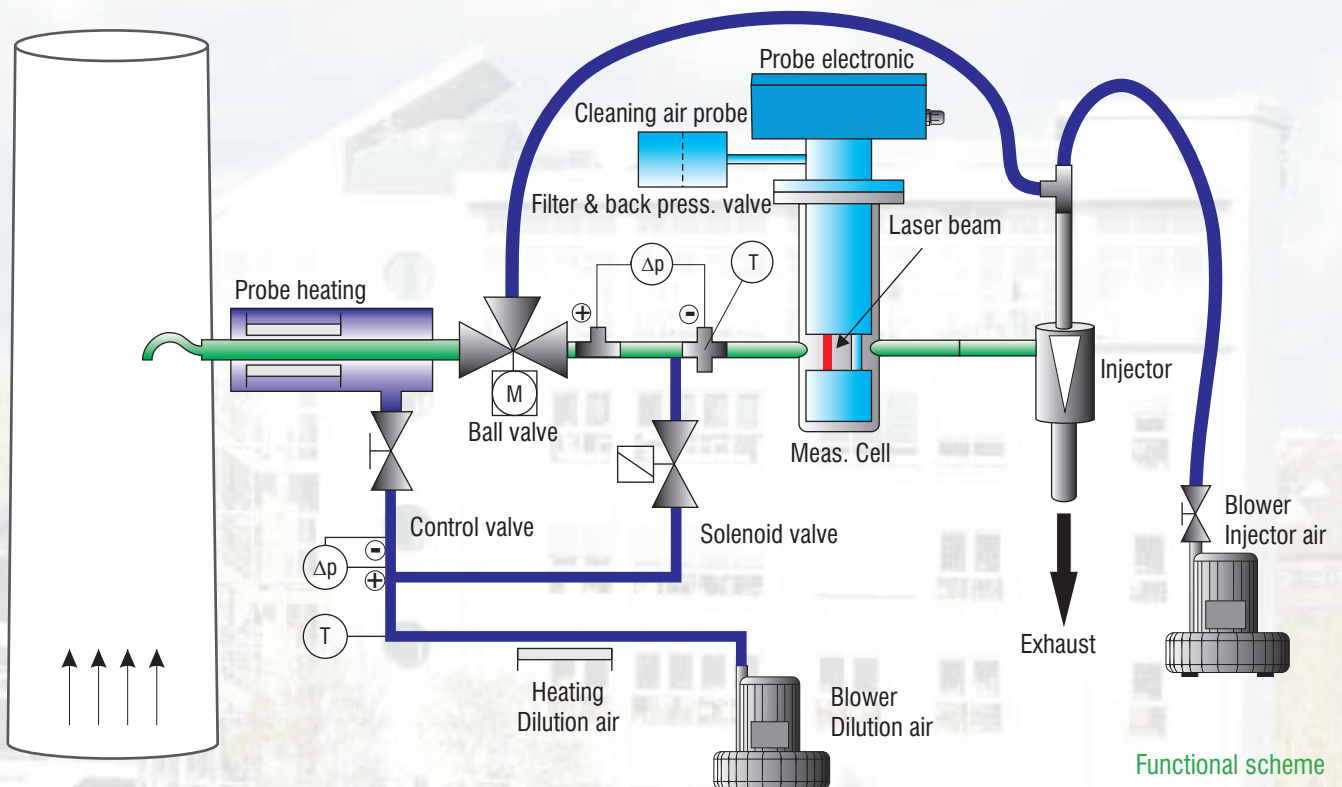 Probe electronic
Cleaning air probe
Filter & back press. valve
Laser beam
Δp
T
+
-
Probe heating
M
Ball valve
Meas. Cell
Injector
Control valve
Solenoid valve
Blower
Injector air
-
Δp
+
T
Exhaust
Heating
Dilution air
Blower
Dilution air
Functional scheme